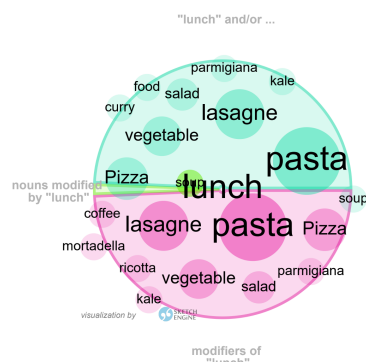 "lunch" and/or ...
parmigiana
kale
food
salad
curry
lasagne
vegetable
pasta
Pizza
soup
lunch
nouns modified
by "lunch"
soup
coffee
lasagne
pasta
Pizza
mortadella
ricotta
parmigiana
vegetable
salad
kale
visualization by
SKETCH
ENGINE
modifiers of
"lunch"